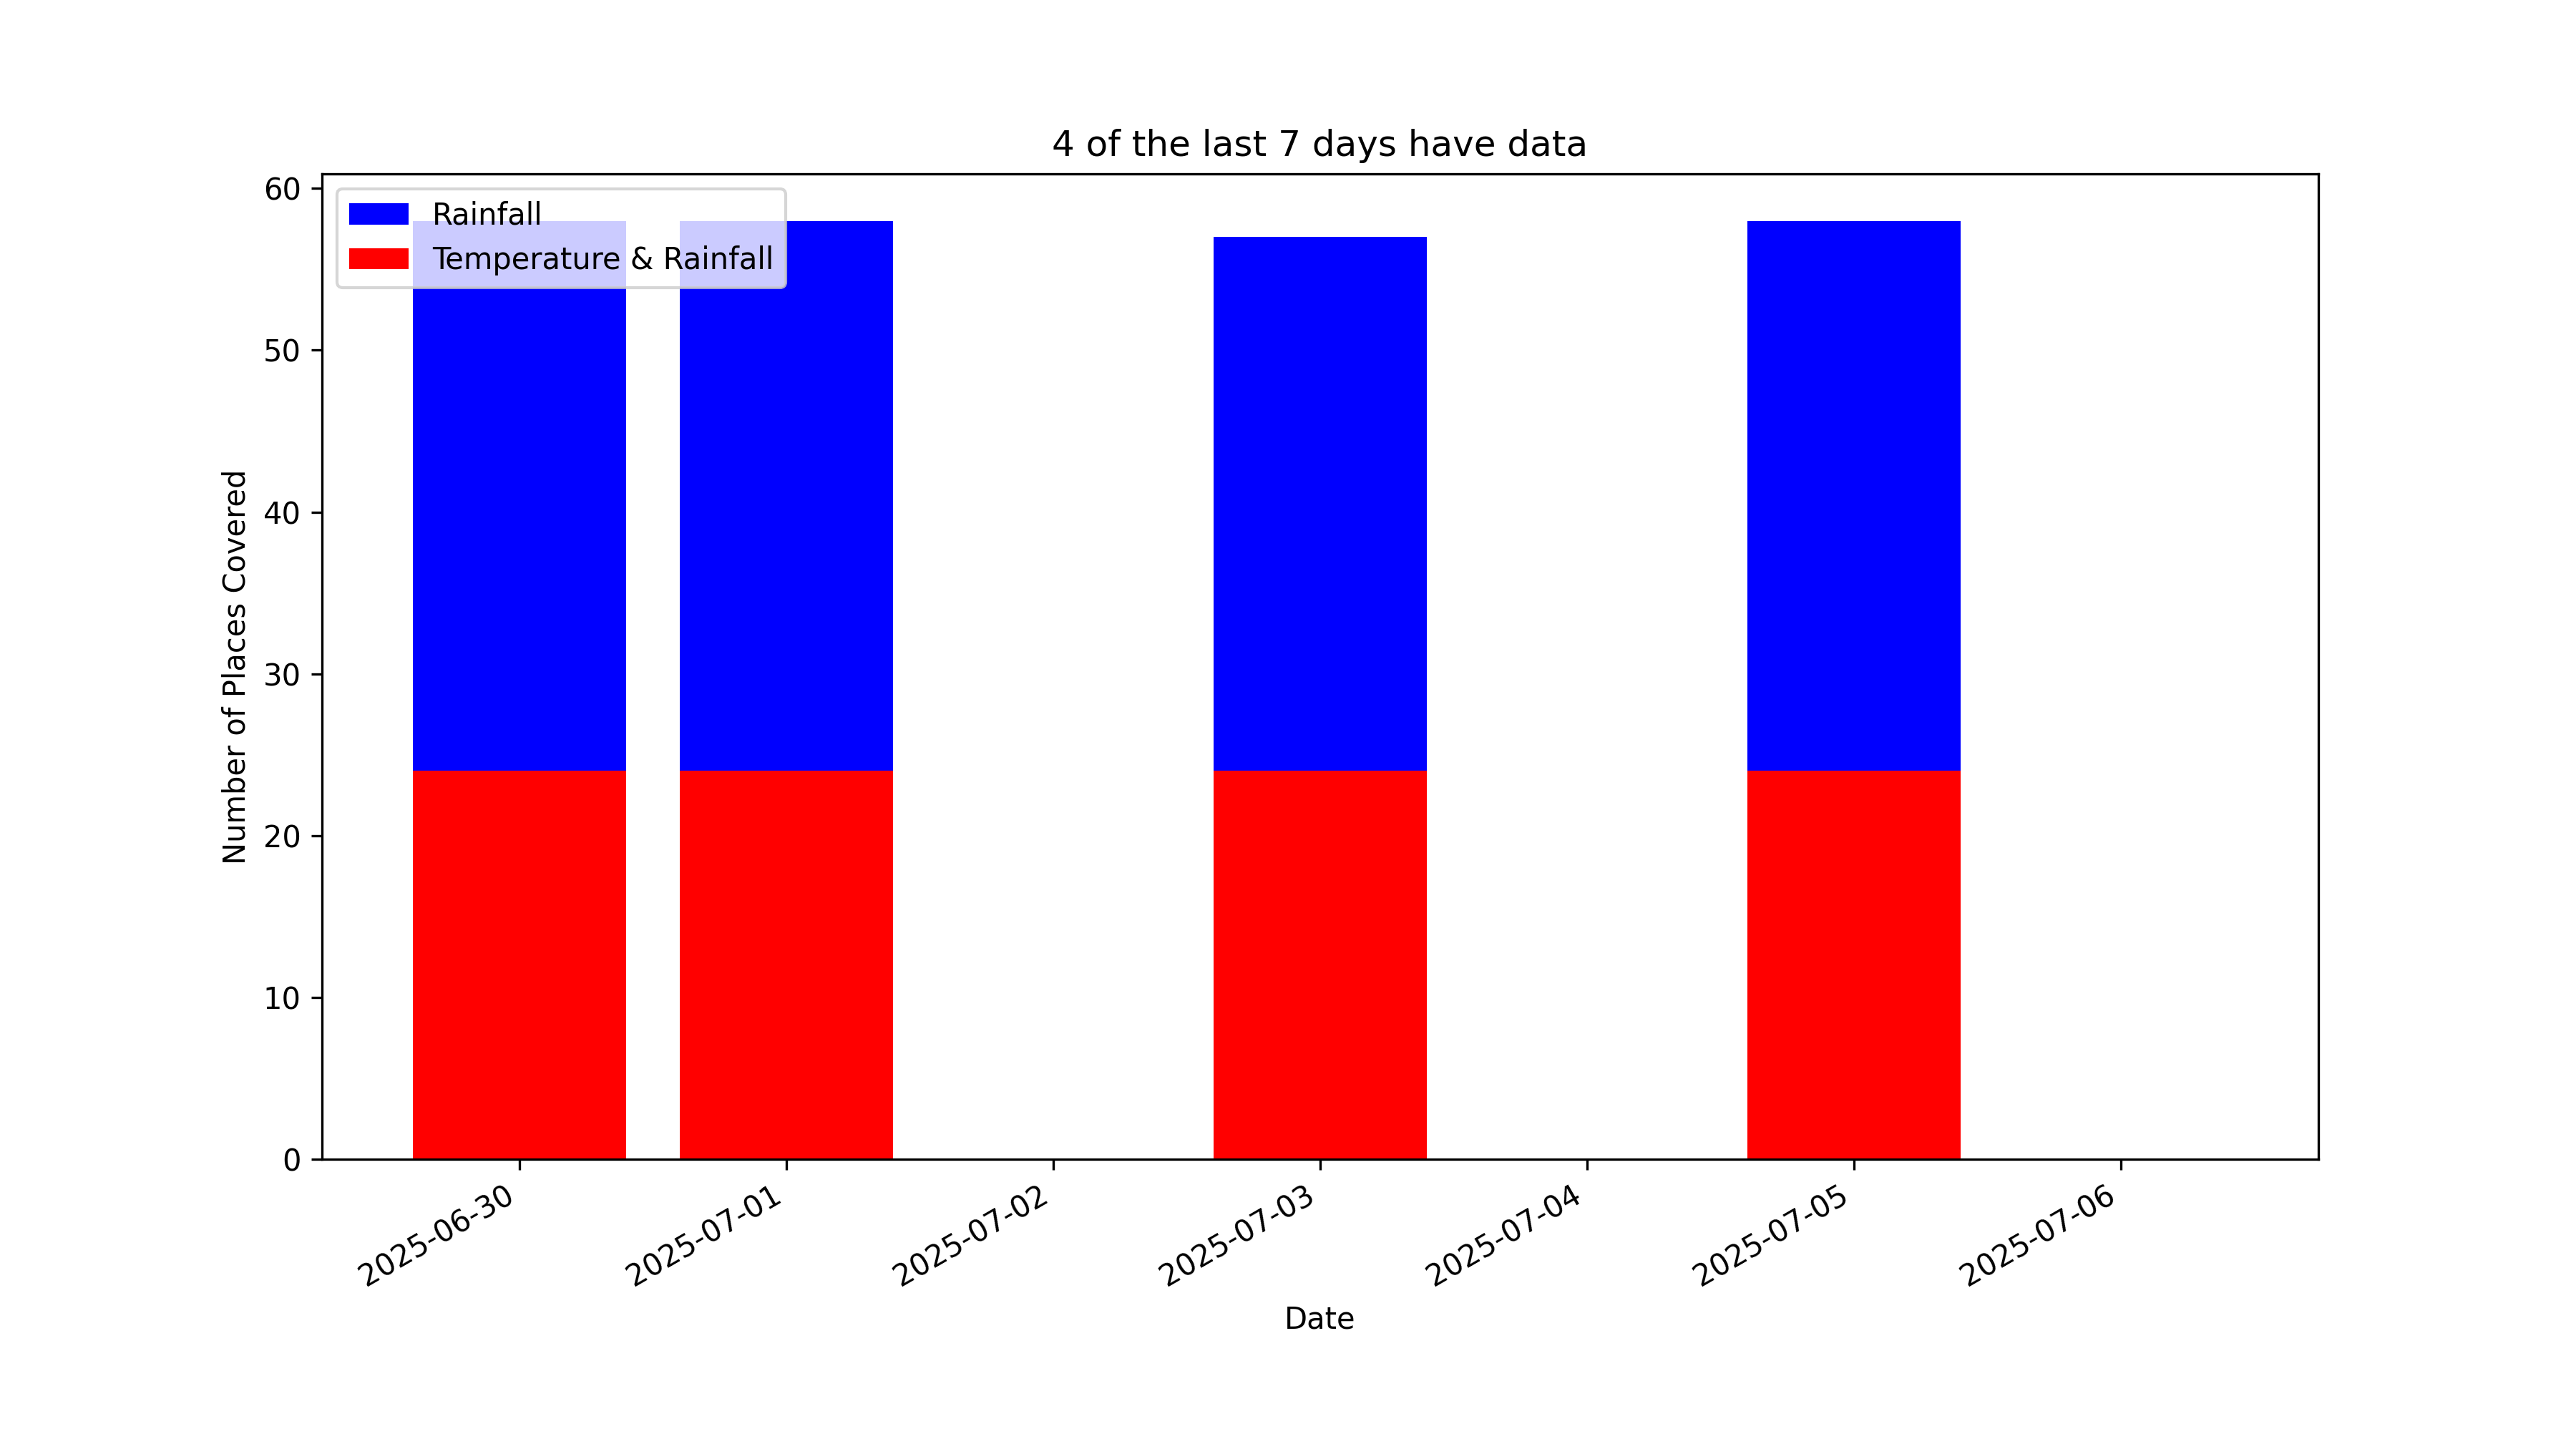 4 of the last 7 days have data
Rainfall
Temperature & Rainfall
Number of Places Covered
60
50
40
30
20
10
0
2025-06-30
2025-07-01
2025-07-02
2025-07-03
2025-07-04
2025-07-05
2025-07-06
Date